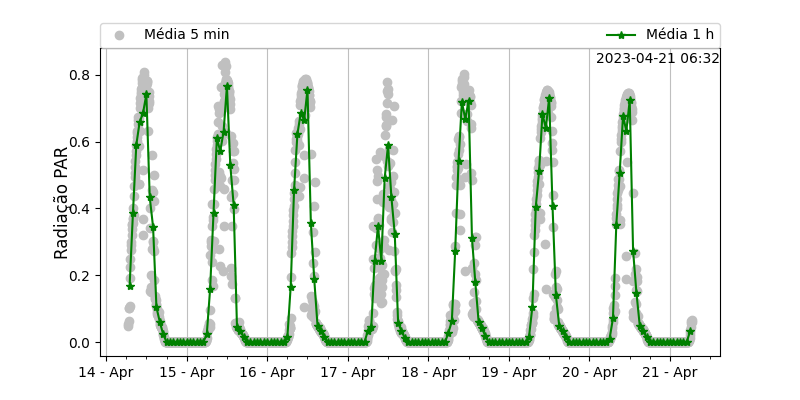 Média 5 min
Média 1 h
2023-04-21 06:32
Radiação PAR
0.8
0.6
0.4
0.2
0.0
14 - Apr
15 - Apr
16 - Apr
17 - Apr
18 - Apr
19 - Apr
20 - Apr
21 - Apr